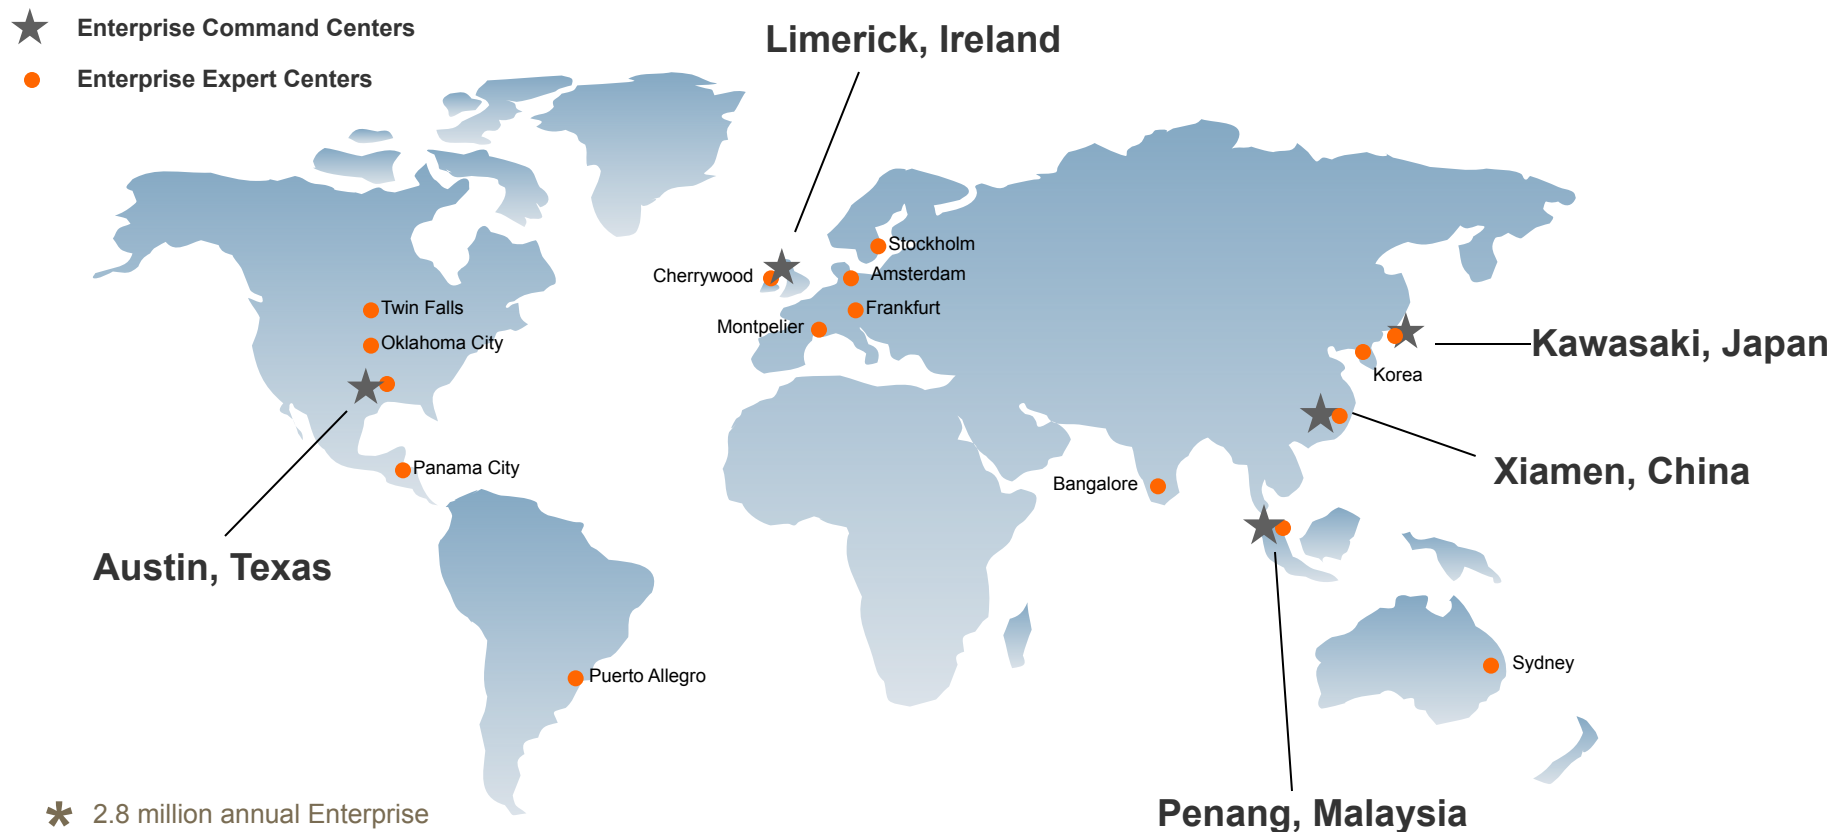 Enterprise Command Centers
Enterprise Expert Centers
Limerick, Ireland
Stockholm
Cherrywood
Amsterdam
Twin Falls
Frankfurt
Montpelier
Oklahoma City
Kawasaki, Japan
Korea
Panama City
Xiamen, China
Bangalore
Austin, Texas
Sydney
Puerto Allegro
Penang, Malaysia
* 2.8 million annual Enterprise